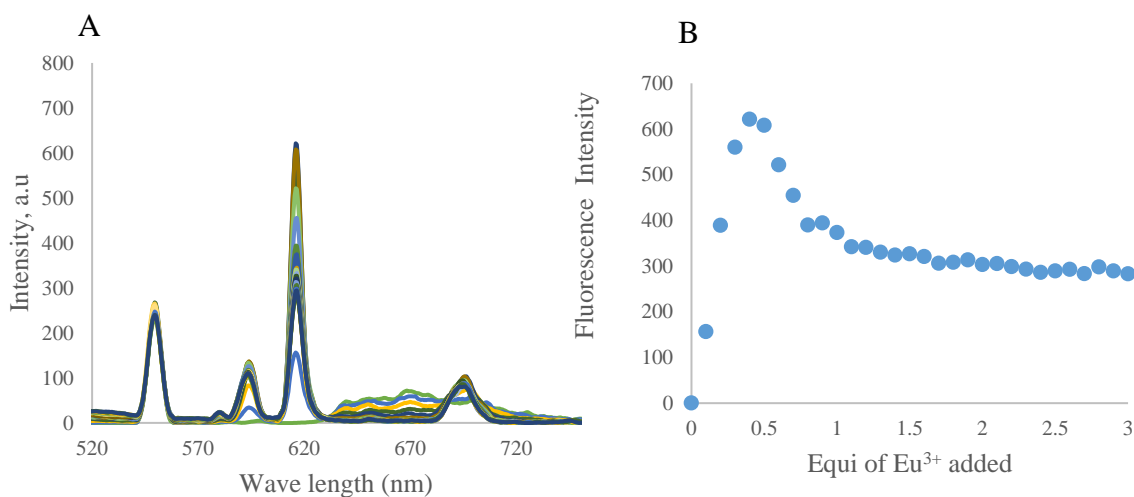 A
800
700
600
500
400
300
200
100
0
Intensity, a.u
520 570 620 670 720
Wave length (nm)
B
700
600
500
400
300
200
100
0
Fluorescence Intensity
0 0.5 1 1.5 2 2.5 3
Equi of Eu³⁺ added